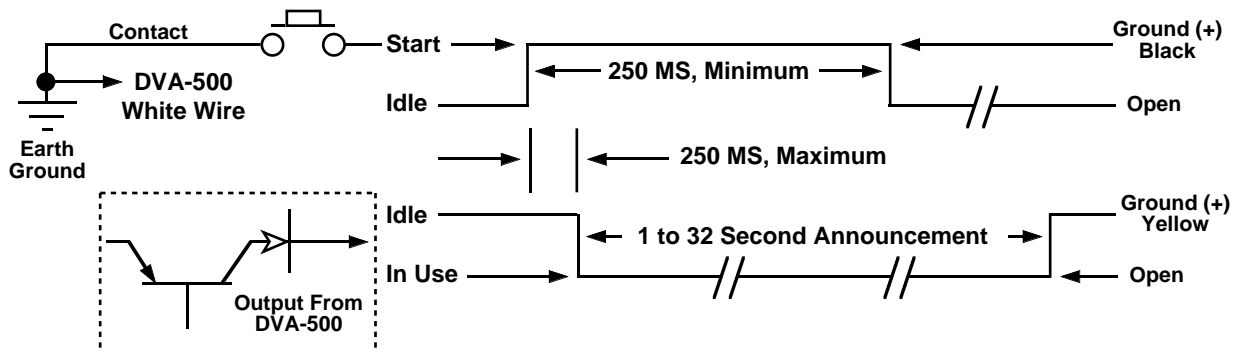 Contact
Start
Ground (+)
Black
250 MS, Minimum
DVA-500
White Wire
Idle
Open
Earth
Ground
250 MS, Maximum
Idle
Ground (+)
Yellow
1 to 32 Second Announcement
In Use
Open
Output From
DVA-500